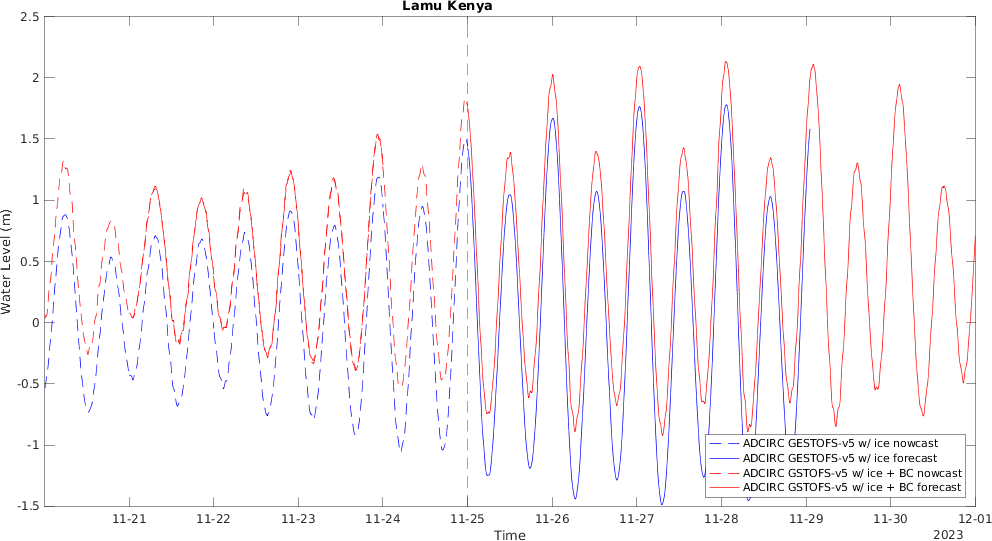 Lamu Kenya
2.5
2
1.5
1
0.5
0
-0.5
-1
-1.5
Water Level (m)
ADCIRC GESTOFS-v5 w/ ice nowcast
ADCIRC GESTOFS-v5 w/ ice forecast
ADCIRC GSTOFS-v5 w/ ice + BC nowcast
ADCIRC GSTOFS-v5 w/ ice + BC forecast
11-21 11-22 11-23 11-24 11-25 11-26 11-27 11-28 11-29 11-30 12-01
Time
2023